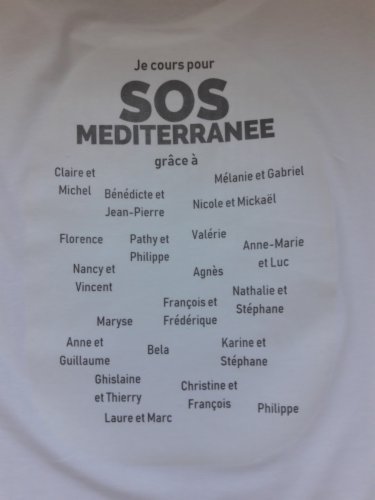 Je cours pour
SOS
MEDITERRANEE
grâce à
Claire et
Michel
Bénédicte et
Jean-Pierre
Mélanie et Gabriel
Nicole et Mickaël
Florence
Pathy et
Philippe
Valérie
Anne-Marie
et Luc
Nancy et
Vincent
Agnès
Nathalie et
Stéphane
Maryse
François et
Frédérique
Anne et
Guillaume
Bela
Karine et
Stéphane
Ghislaine
et Thierry
Christine et
François
Philippe
Laure et Marc